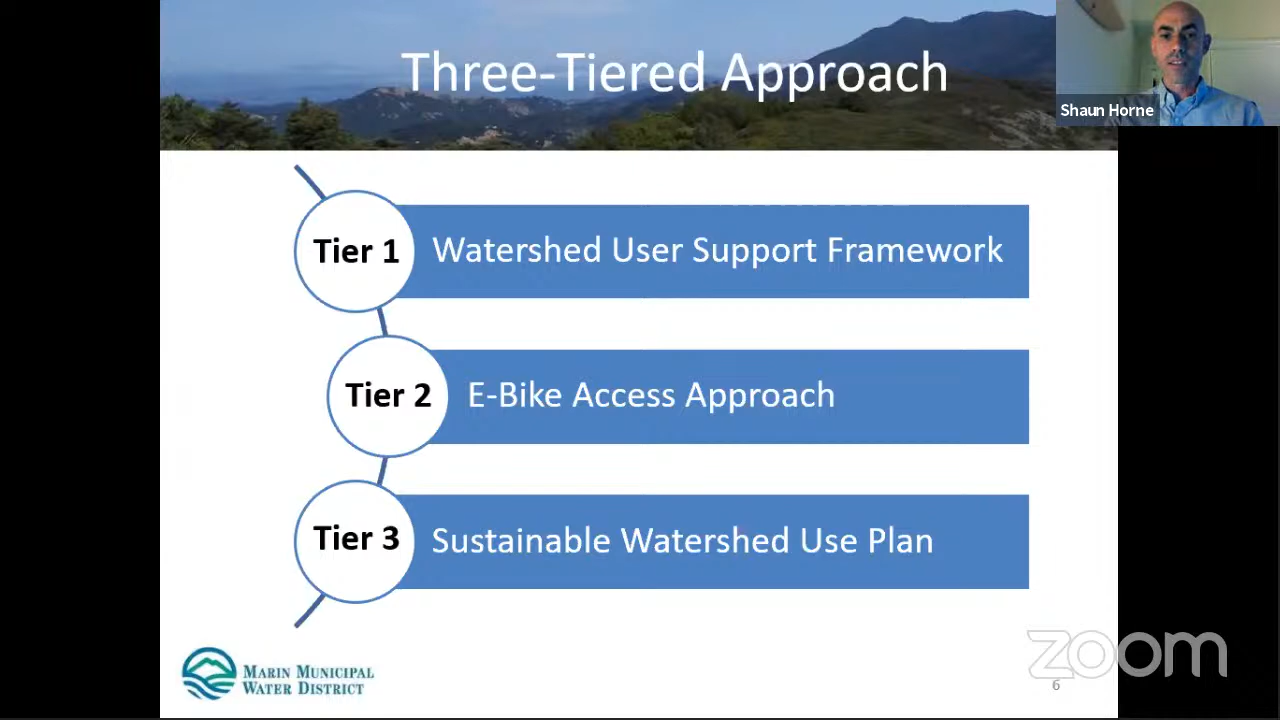 Three-Tiered Approach
Shaun Horne
Tier 1
Watershed User Support Framework
Tier 2
E-Bike Access Approach
Tier 3
Sustainable Watershed Use Plan
MARIN MUNICIPAL
WATER DISTRICT
zoom
6